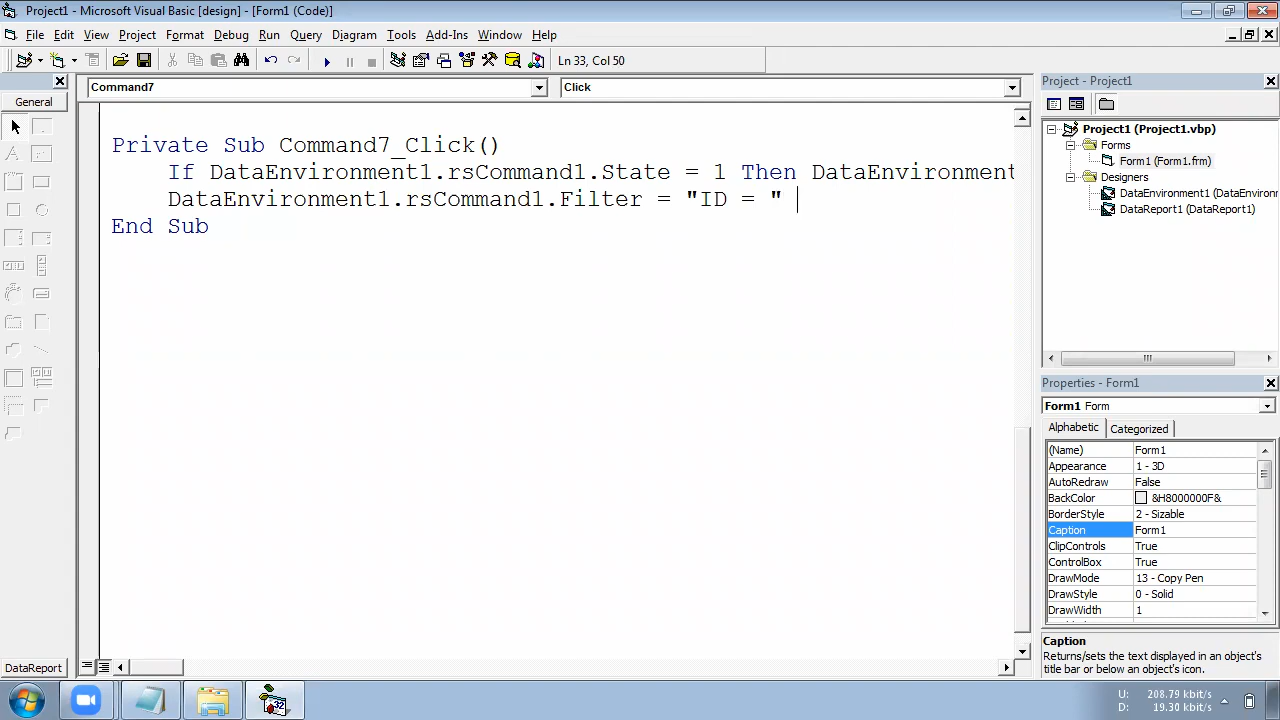 Project1 - Microsoft Visual Basic [design] - [Form1 (Code)]
File Edit View Project Format Debug Run Query Diagram Tools Add-Ins Window Help
Ln 33, Col 50
General
Command7
Click
Private Sub Command7_Click()
If DataEnvironment1.rsCommand1.State = 1 Then DataEnvironment
DataEnvironment1.rsCommand1.Filter = "ID = "
End Sub
DataReport
Project - Project1
Project1 (Project1.vbp)
Forms
Form1 (Form1.frm)
Designers
DataEnvironment1 (DataEnviron
DataReport1 (DataReport1)
Properties - Form1
Form1 Form
Alphabetic Categorized
(Name) Form1
Appearance 1 - 3D
AutoRedraw False
BackColor &H8000000F&
BorderStyle 2 - Sizable
Caption Form1
ClipControls True
ControlBox True
DrawMode 13 - Copy Pen
DrawStyle 0 - Solid
DrawWidth 1
Caption
Returns/sets the text displayed in an object's
title bar or below an object's icon.
32
U: 208.79 kbit/s
D: 19.30 kbit/s